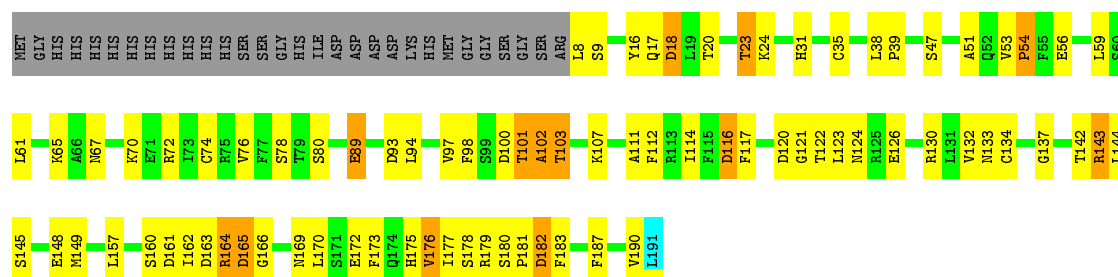 MET GLY HIS HIS HIS HIS HIS HIS HIS HIS HIS HIS SER SER GLY HIS ILE ASP ASP ASP ASP LYS HIS MET GLY GLY SER GLY SER ARG L8 S9 Y16 Q17 D18 L19 T20 T23 K24 H31 C35 L38 P39 S47 A51 Q52 V53 P54 F55 E56 L59 S60
L61 K65 A66 N67 K70 E71 R72 I73 C74 R75 V76 F77 S78 T79 S80 E89 D93 L94 V97 F98 S99 D100 T101 A102 T103 K107 A111 F112 R113 I114 F115 D116 F117 D120 G121 T122 L123 N124 R125 E126 R130 L131 V132 N133 C134 G137 T142 R143 L144
S145 E148 M149 L157 S160 D161 I162 D163 R164 D165 G166 N169 L170 S171 E172 F173 Q174 H175 V176 I177 S178 R179 S180 P181 D182 F183 F187 V190 L191